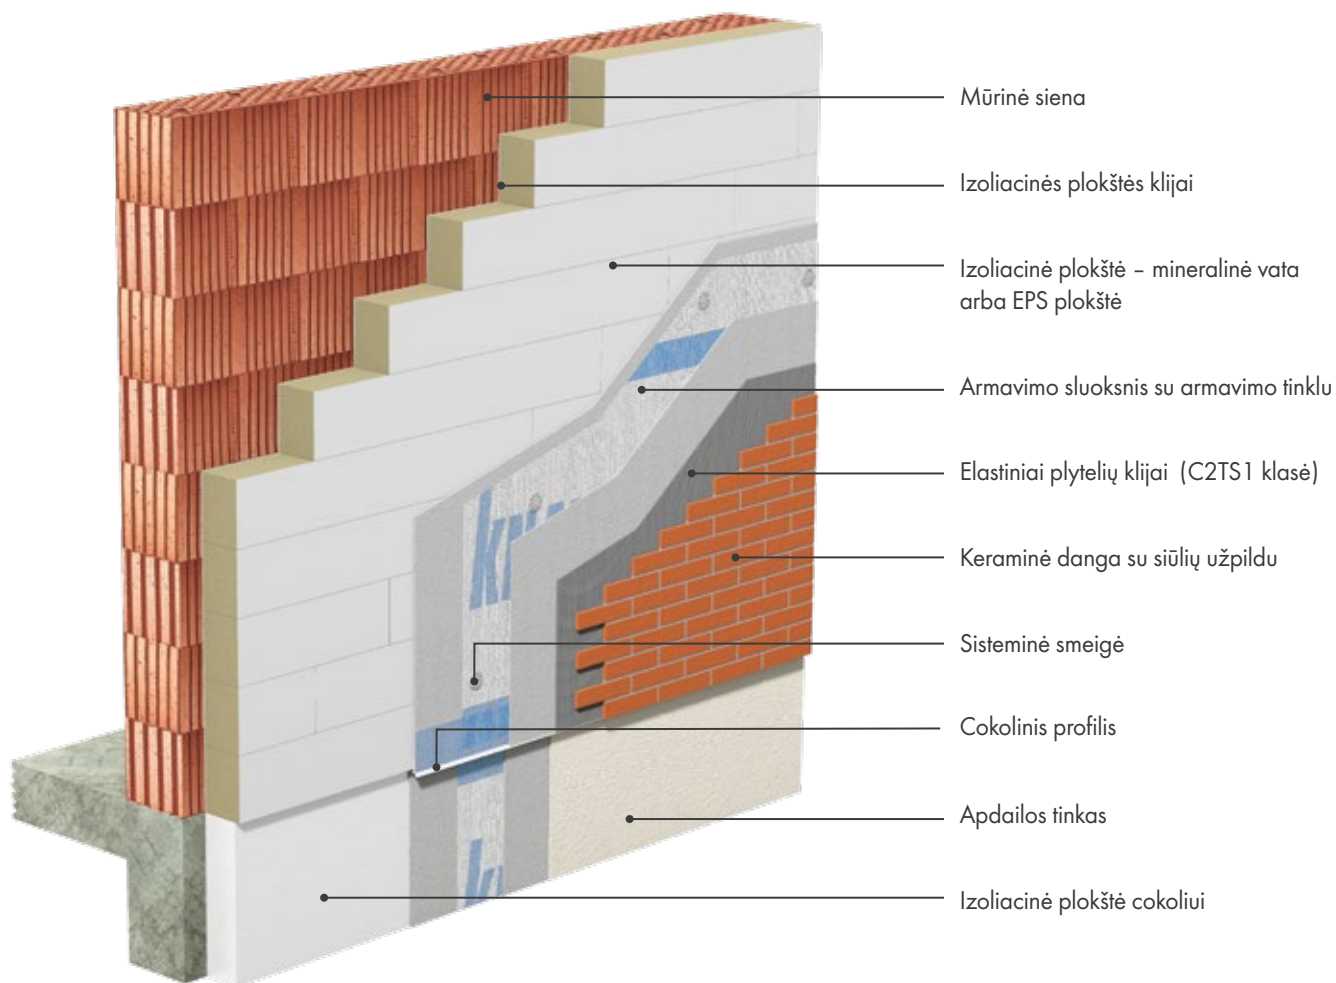 Mūrinė siena
Izoliacinės plokštės klijai
Izoliacinė plokštė – mineralinė vata
arba EPS plokštė
Armavimo sluoksnis su armavimo tinklu
Elastiniai plytelių klijai (C2TS1 klasė)
Keraminė danga su siūlių užpildu
Sisteminė smeigė
Cokolinis profilis
Apdailos tinkas
Izoliacinė plokštė cokoliui